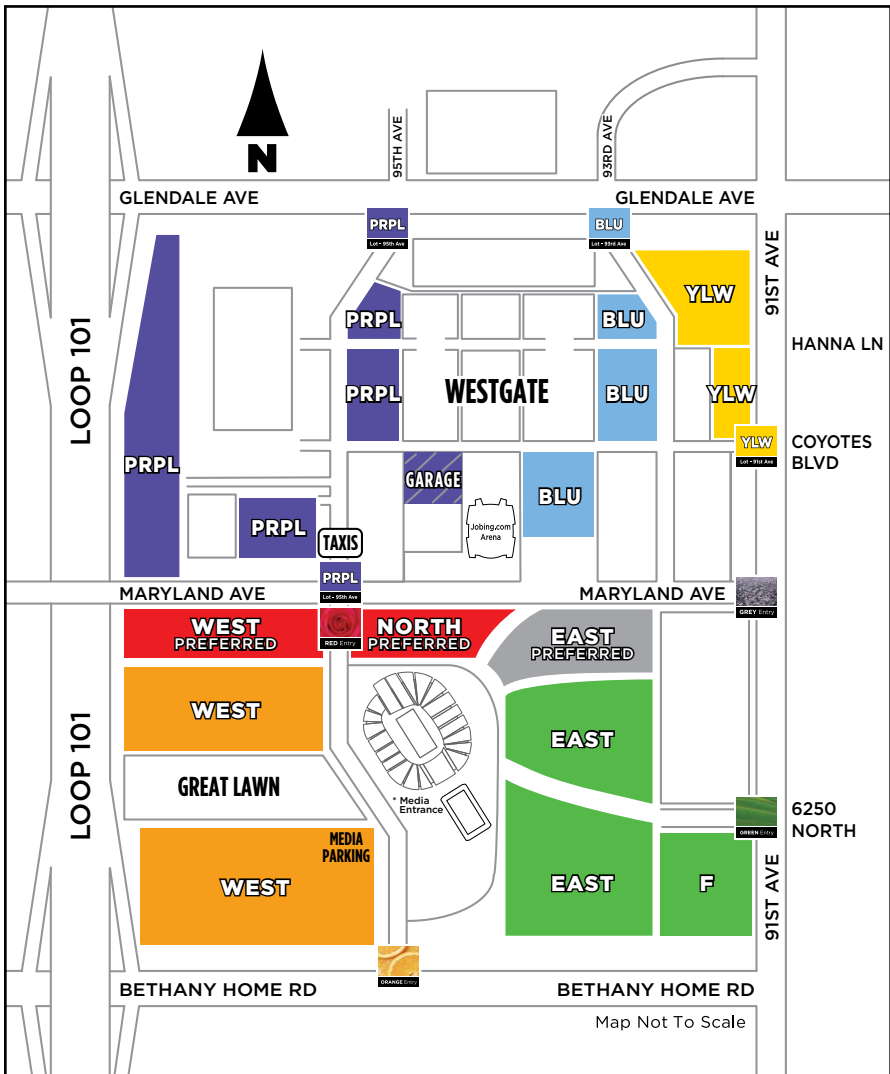 95TH AVE
93RD AVE
N
GLENDALE AVE
GLENDALE AVE
PRPL
Lot - 95th Ave
BLU
Lot - 93rd Ave
91ST AVE
YLW
PRPL
BLU
HANNA LN
LOOP 101
PRPL
WESTGATE
BLU
YLW
YLW
Lot - 91st Ave
COYOTES
BLVD
PRPL
GARAGE
BLU
PRPL
Jobing.com
Arena
TAXIS
PRPL
Lot - 95th Ave
MARYLAND AVE
MARYLAND AVE
GREY Entry
WEST
PREFERRED
RED Entry
NORTH
PREFERRED
EAST
PREFERRED
WEST
EAST
LOOP 101
GREAT LAWN
* Media
Entrance
GREEN Entry
6250
NORTH
MEDIA
PARKING
WEST
EAST
F
91ST AVE
ORANGE Entry
BETHANY HOME RD
BETHANY HOME RD
Map Not To Scale